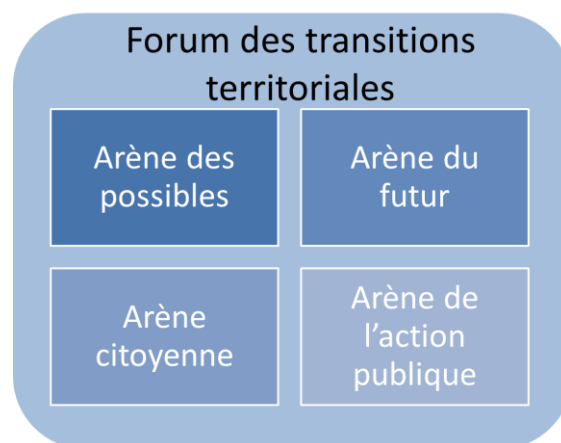 Forum des transitions
territoriales
Arène des
possibles
Arène du
futur
Arène
citoyenne
Arène de
l’action
publique